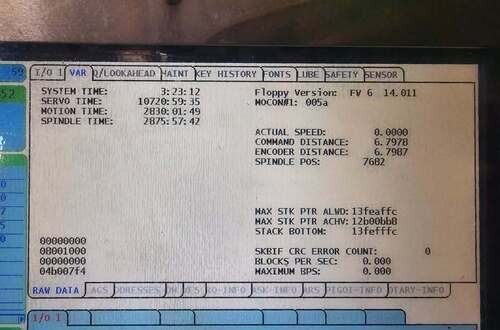 59
I/O 1 VAR Q/LOOKAHEAD MAINT KEY HISTORY FONTS LUBE SAFETY SENSOR
52
SYSTEM TIME: 3:23:12 Floppy Version: FV 6 14.011
SERVO TIME: 10720:59:35 MOCON#1: 005a
MOTION TIME: 2830:01:49
SPINDLE TIME: 2875:57:42
ACTUAL SPEED: 0.0000
COMMAND DISTANCE: 6.7978
ENCODER DISTANCE: 6.7987
SPINDLE POS: 7682
MAX STK PTR ALWD: 13feaffc
MAX STK PTR ACHV: 12b00bb8
STACK BOTTOM: 13fefffc
00000000
08001000 SKBIF CRC ERROR COUNT: 0
00000000 BLOCKS PER SEC: 0.000
04b007f4 MAXIMUM BPS: 0.000
RAW DATA
I/O 1